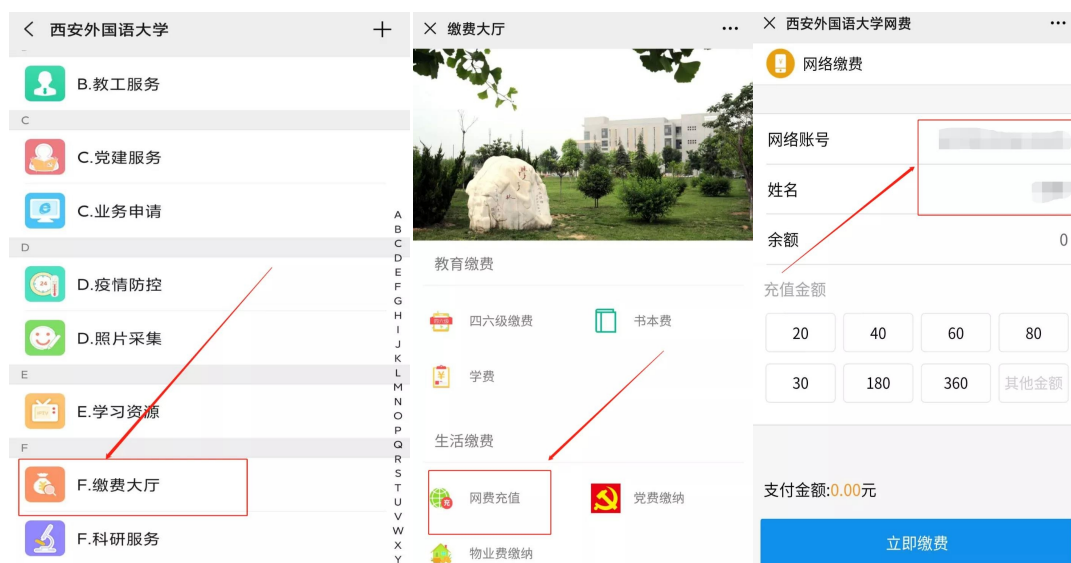 西安外国语大学
B.教工服务
C
C.党建服务
C.业务申请
D
D.疫情防控
D.照片采集
E
E.学习资源
F
F.缴费大厅
F.科研服务
A
B
C
D
E
F
G
H
I
J
K
L
M
N
O
P
Q
R
S
T
U
V
W
X
Y
缴费大厅
教育缴费
四六级缴费
书本费
学费
生活缴费
网费充值
党费缴纳
物业费缴纳
西安外国语大学网费
网络缴费
网络账号
姓名
余额 0
充值金额
20 40 60 80
30 180 360 其他金额
支付金额:0.00元
立即缴费